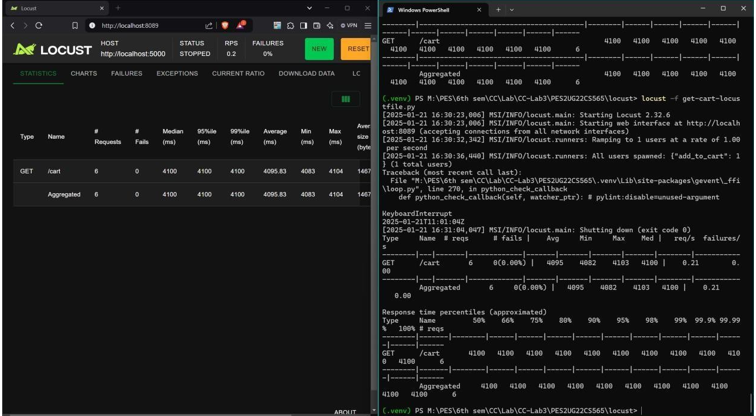 Locust
http://localhost:8089
VPN
LOCUST
HOST
http://localhost:5000
STATUS
STOPPED
RPS
0.2
FAILURES
0%
NEW
RESET
STATISTICS CHARTS FAILURES EXCEPTIONS CURRENT RATIO DOWNLOAD DATA LO
Type Name # Requests # Fails Median (ms) 95%ile (ms) 99%ile (ms) Average (ms) Min (ms) Max (ms) Aver size (byte
GET /cart 6 0 4100 4100 4100 4095.83 4083 4104 1467
Aggregated 6 0 4100 4100 4100 4095.83 4083 4104 1467
ABOUT
Windows PowerShell
--------|--------|------|------|------|------|------
GET /cart 4100 4100 4100 4100
4100 4100 4100 4100 4100 4100 6
--------|--------|------|------|------|------|------
Aggregated 4100 4100 4100 4100
4100 4100 4100 4100 4100 4100 6
(.venv) PS M:\PES\6th sem\CC\Lab\CC-Lab3\PES2UG22CS565\locust> locust -f get-cart-locus
tfile.py
[2025-01-21 16:30:23,006] MSI/INFO/locust.main: Starting Locust 2.32.6
[2025-01-21 16:30:23,006] MSI/INFO/locust.main: Starting web interface at http://localh
ost:8089 (accepting connections from all network interfaces)
[2025-01-21 16:30:32,342] MSI/INFO/locust.runners: Ramping to 1 users at a rate of 1.00
per second
[2025-01-21 16:30:36,440] MSI/INFO/locust.runners: All users spawned: {"add_to_cart": 1
} (1 total users)
Traceback (most recent call last):
File "M:\PES\6th sem\CC\Lab\CC-Lab3\PES2UG22CS565\.venv\Lib\site-packages\gevent\_ffi
\loop.py", line 270, in python_check_callback
def python_check_callback(self, watcher_ptr): # pylint:disable=unused-argument
KeyboardInterrupt
2025-01-21T11:01:04Z
[2025-01-21 16:31:04,047] MSI/INFO/locust.main: Shutting down (exit code 0)
Type Name # reqs # fails | Avg Min Max Med | req/s failures/
s
GET /cart 6 0(0.00%) | 4095 4082 4103 4100 | 0.21 0.
00
Aggregated 6 0(0.00%) | 4095 4082 4103 4100 | 0.21
0.00
Response time percentiles (approximated)
Type Name 50% 66% 75% 80% 90% 95% 98% 99% 99.9% 99.99
% 100% # reqs
GET /cart 4100 4100 4100 4100 4100 4100 4100 4100 4100 410
0 4100 6
Aggregated 4100 4100 4100 4100 4100 4100 4100 4100 4100
4100 4100 6
(.venv) PS M:\PES\6th sem\CC\Lab\CC-Lab3\PES2UG22CS565\locust>